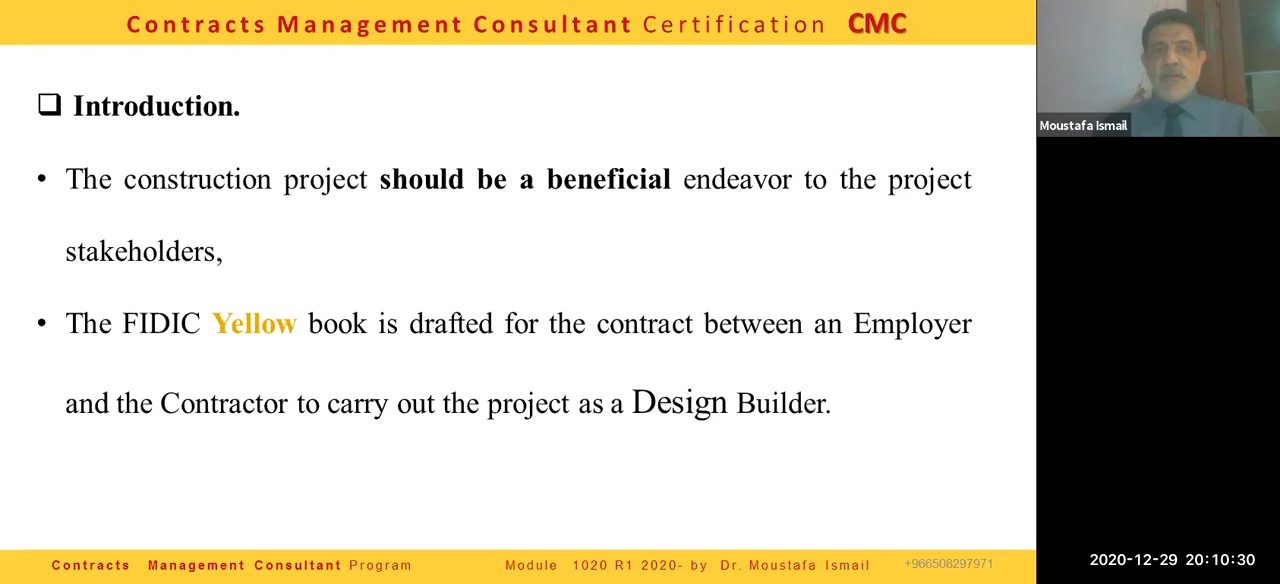 Contracts Management Consultant Certification CMC
❑ Introduction.
• The construction project should be a beneficial endeavor to the project
stakeholders,
• The FIDIC Yellow book is drafted for the contract between an Employer
and the Contractor to carry out the project as a Design Builder.
Contracts Management Consultant Program
Module 1020 R1 2020- by Dr. Moustafa Ismail
+966508297971
Moustafa Ismail
2020-12-29 20:10:30